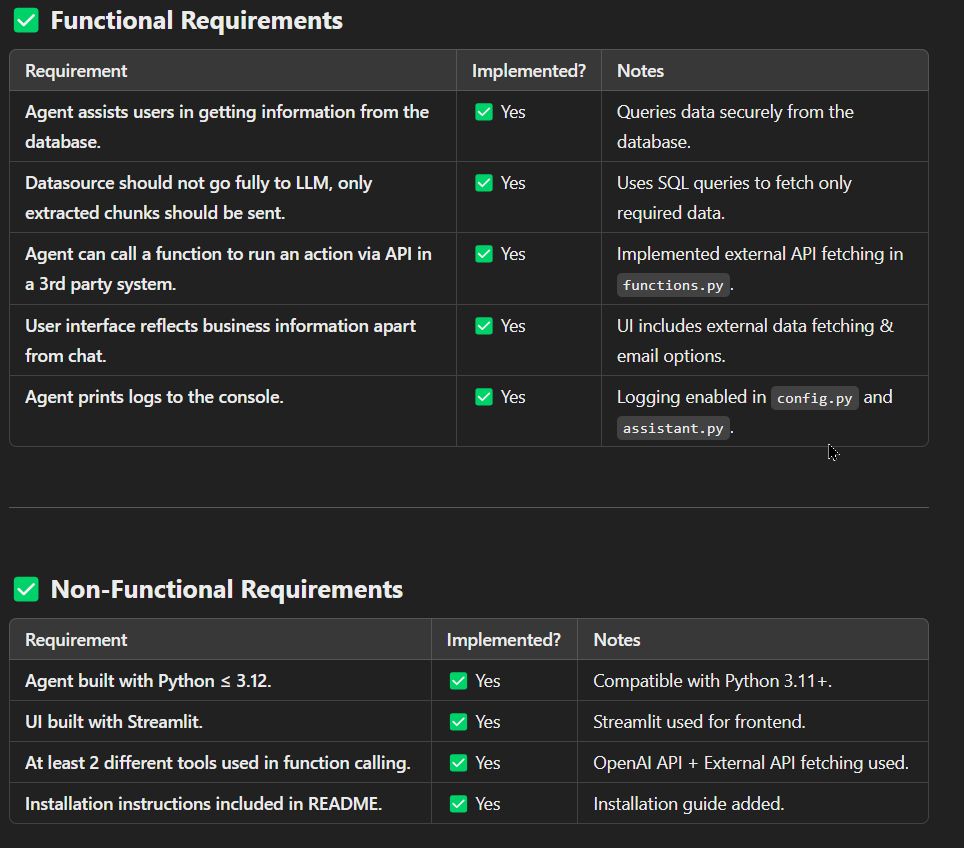 ✅ Functional Requirements
Requirement Implemented? Notes
Agent assists users in getting information from the ✅ Yes Queries data securely from the
database. database.
Datasource should not go fully to LLM, only ✅ Yes Uses SQL queries to fetch only
extracted chunks should be sent. required data.
Agent can call a function to run an action via API in ✅ Yes Implemented external API fetching in
a 3rd party system. functions.py.
User interface reflects business information apart ✅ Yes UI includes external data fetching &
from chat. email options.
Agent prints logs to the console. ✅ Yes Logging enabled in config.py and
assistant.py.
✅ Non-Functional Requirements
Requirement Implemented? Notes
Agent built with Python ≤ 3.12. ✅ Yes Compatible with Python 3.11+.
UI built with Streamlit. ✅ Yes Streamlit used for frontend.
At least 2 different tools used in function calling. ✅ Yes OpenAI API + External API fetching used.
Installation instructions included in README. ✅ Yes Installation guide added.